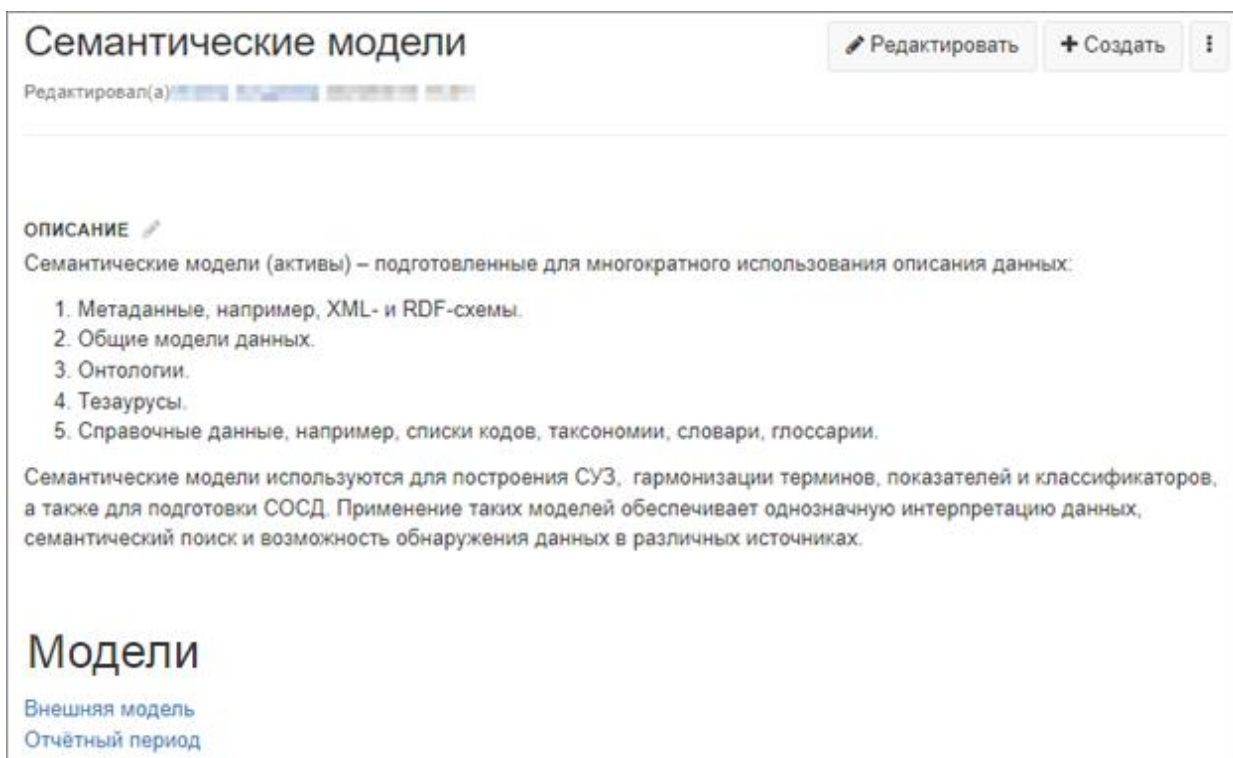 Семантические модели
Редактировать
Создать
Редактировал(а)
ОПИСАНИЕ
Семантические модели (активы) – подготовленные для многократного использования описания данных:
1. Метаданные, например, XML- и RDF-схемы.
2. Общие модели данных.
3. Онтологии.
4. Тезаурусы.
5. Справочные данные, например, списки кодов, таксономии, словари, глоссарии.
Семантические модели используются для построения СУЗ, гармонизации терминов, показателей и классификаторов,
а также для подготовки СОСД. Применение таких моделей обеспечивает однозначную интерпретацию данных,
семантический поиск и возможность обнаружения данных в различных источниках.
Модели
Внешняя модель
Отчётный период